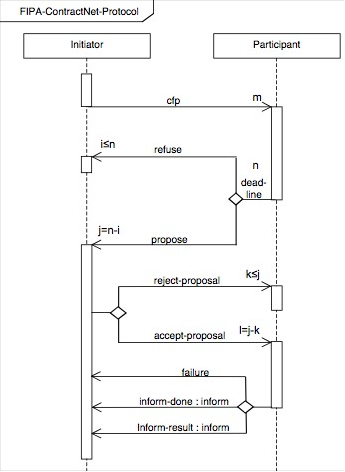 FIPA-ContractNet-Protocol
Initiator
Participant
cfp
m
i≤n
refuse
n
dead-
line
j=n-i
propose
reject-proposal
k≤j
accept-proposal
l=j-k
failure
inform-done : inform
Inform-result : inform